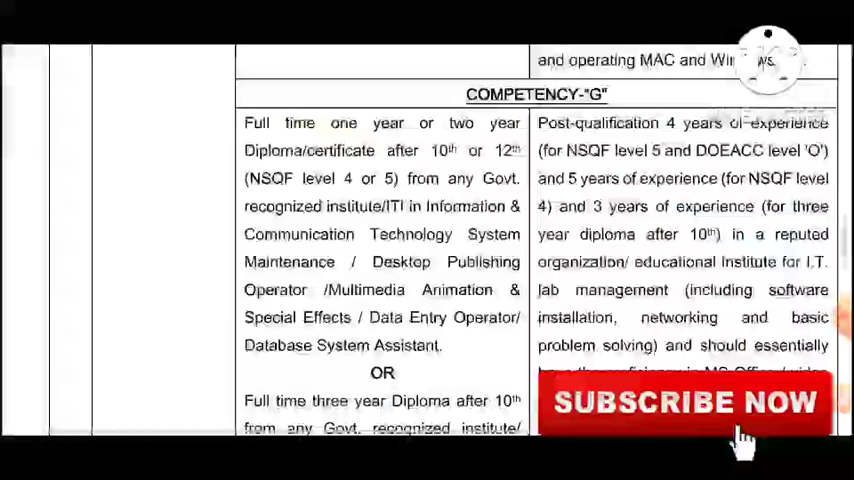 and operating MAC and
COMPETENCY-"G"
Full time one year or two year
Diploma/certificate after 10th or 12th
(NSQF level 4 or 5) from any Govt.
recognized institute/ITI in Information &
Communication Technology System
Maintenance / Desktop Publishing
Operator /Multimedia Animation &
Special Effects / Data Entry Operator/
Database System Assistant.
OR
Full time three year Diploma after 10th
from any Govt. recognized institute/
Post-qualification 4 years of experience
(for NSQF level 5 and DOEACC level 'O')
and 5 years of experience (for NSQF level
4) and 3 years of experience (for three
year diploma after 10th) in a reputed
organization/ educational Institute for I.T.
lab management (including software
installation, networking and basic
problem solving) and should essentially
SUBSCRIBE NOW